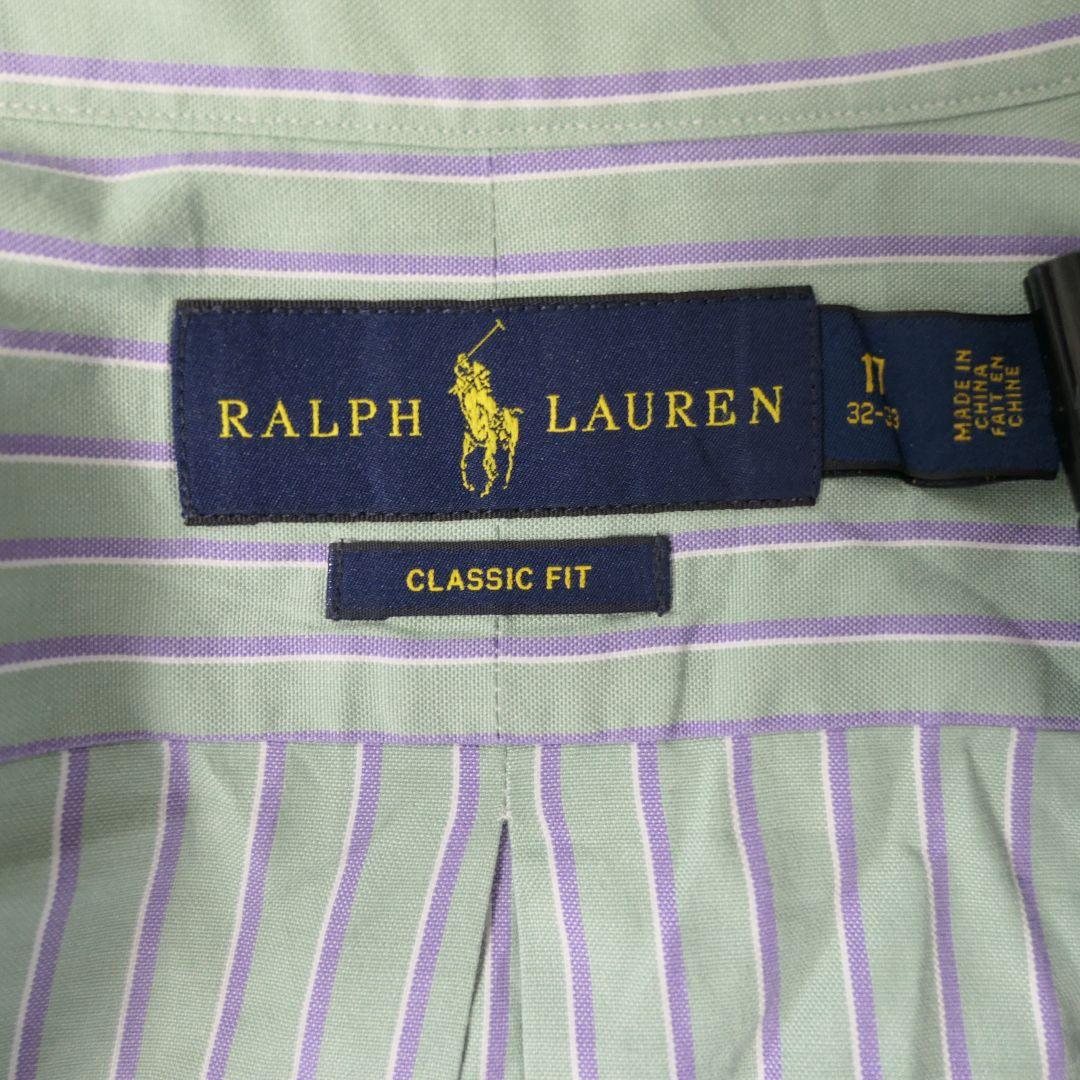 RALPH LAUREN
17
32-33
MADE IN
CHINA
FAIT EN
CHINE
CLASSIC FIT